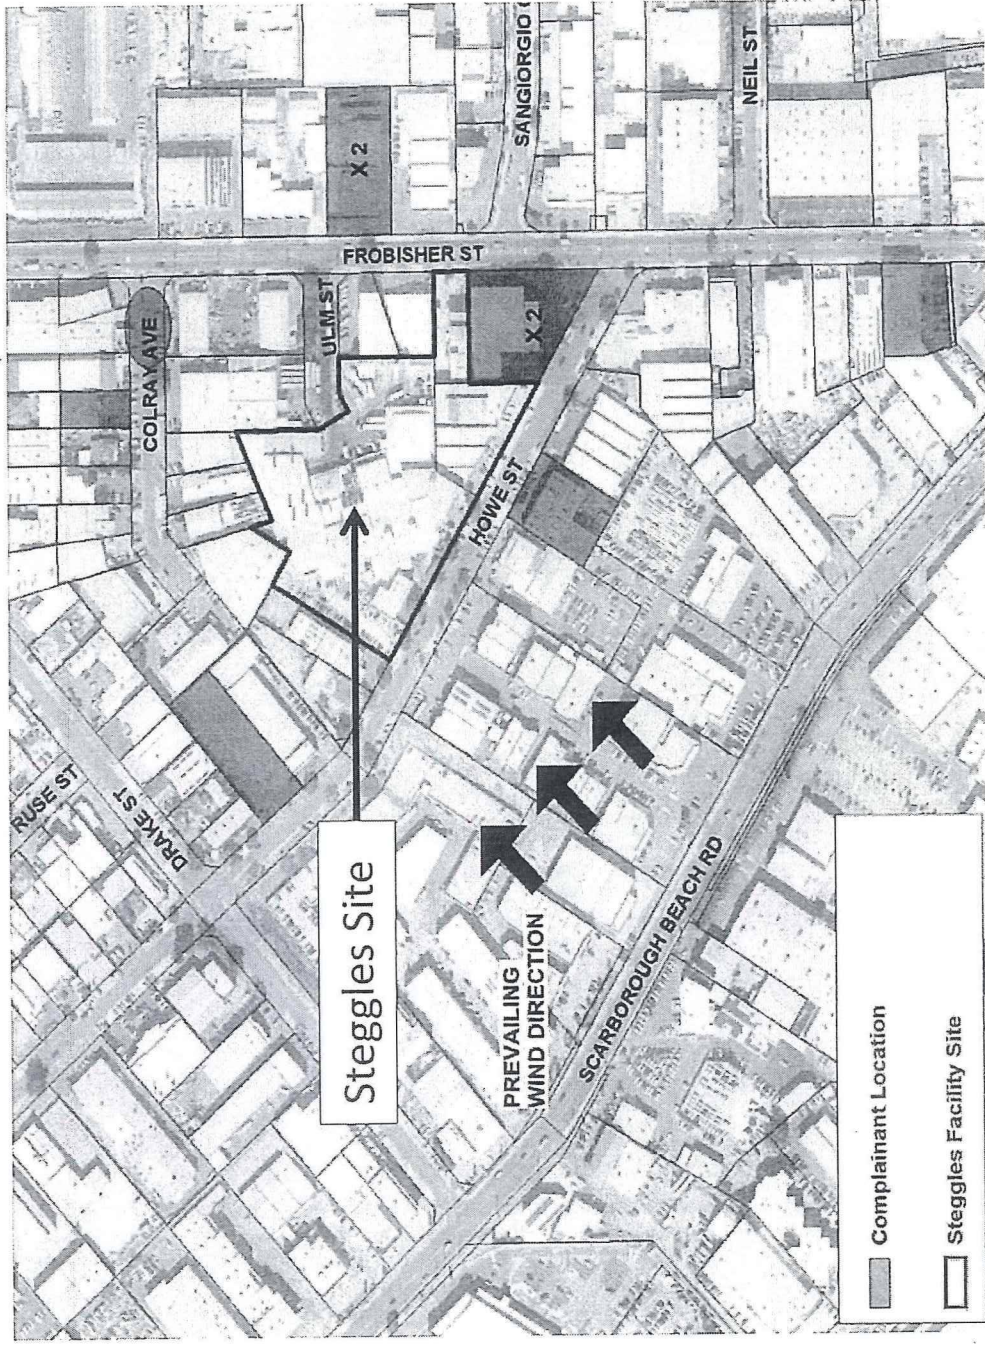 SANGIORGIO
NEIL ST
X 2
FROBISHER ST
ULM ST
COLRAY AVE
X 2
HOWE ST
RUSE ST
DRAKE ST
Steggles Site
PREVAILING
WIND DIRECTION
SCARBOROUGH BEACH RD
Complainant Location
Steggles Facility Site